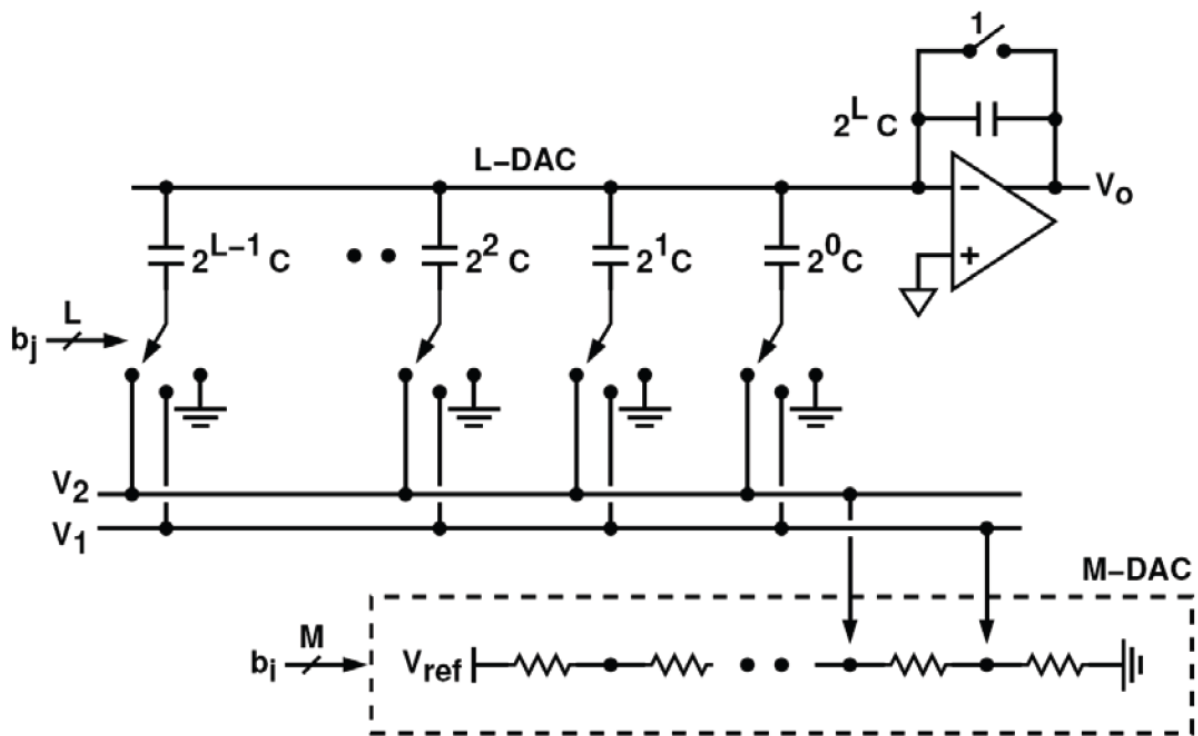 1
2^L C
L-DAC
V_o
-
+
2^{L-1} C
2^2 C
2^1 C
2^0 C
L
b_j
V_2
V_1
M-DAC
M
b_i
V_ref